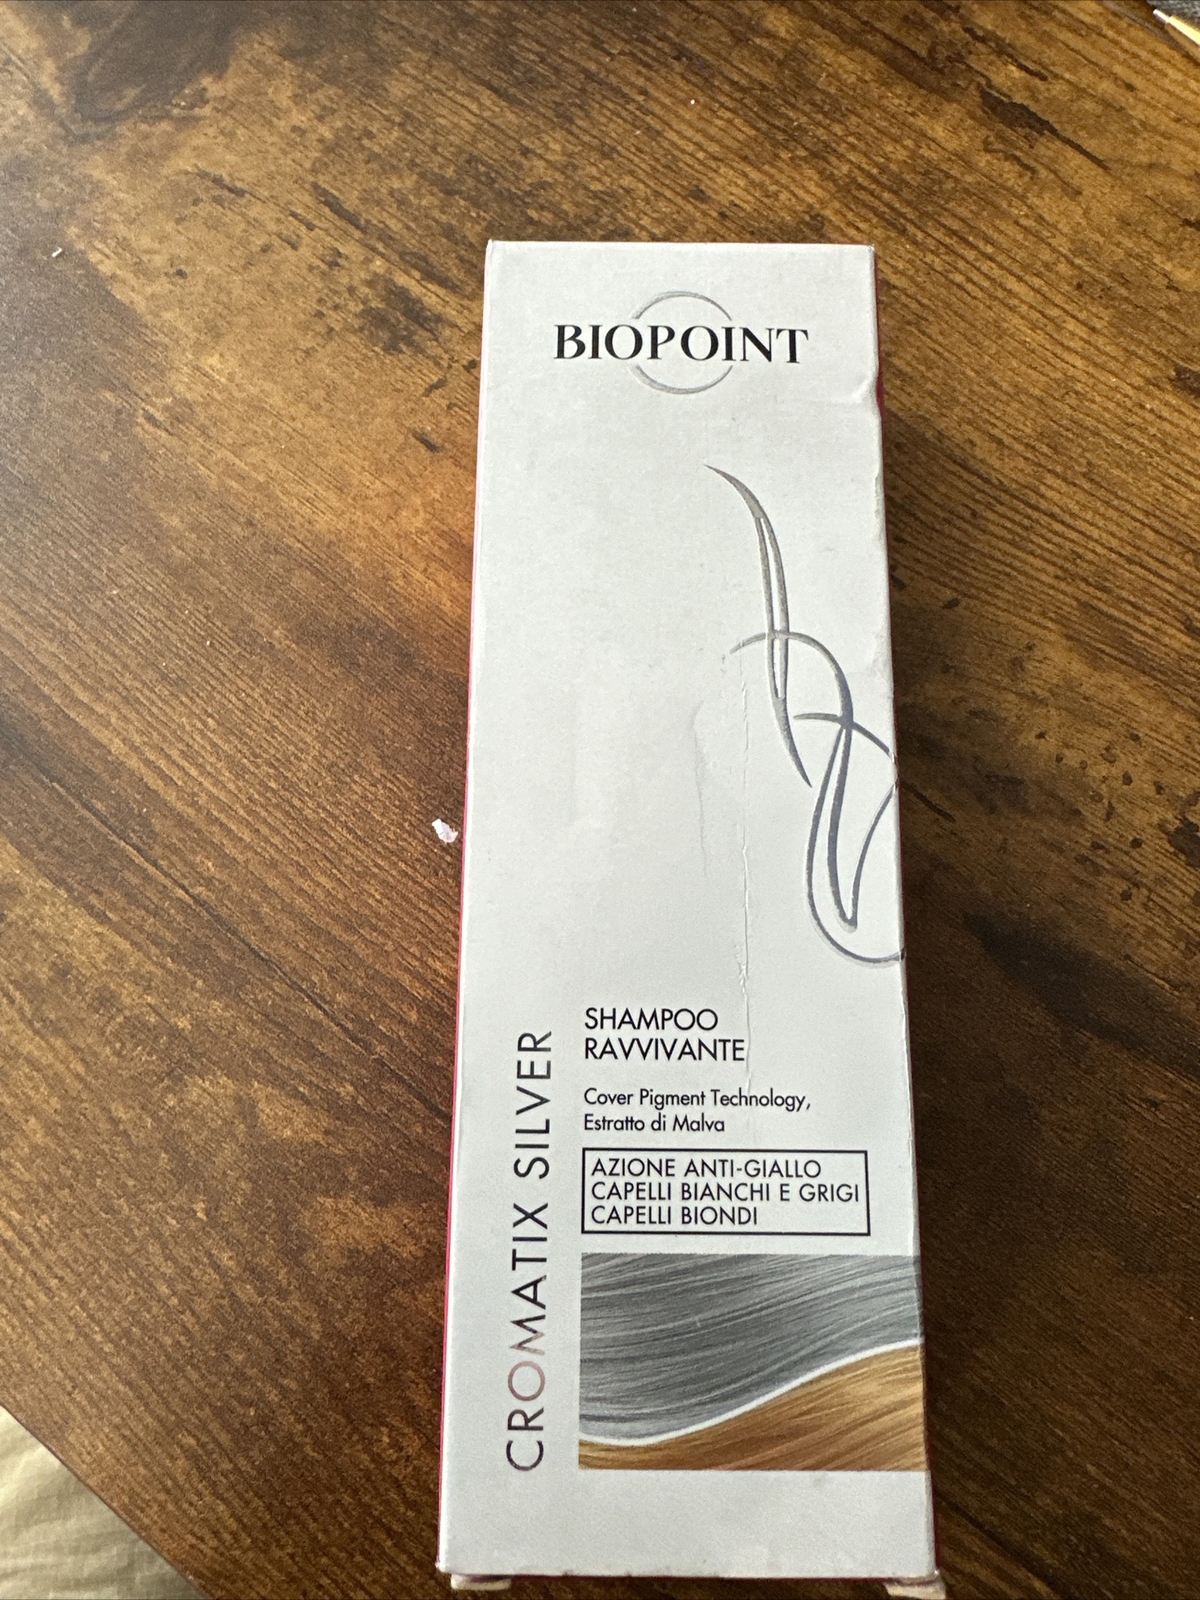 BIOPOINT
CROMATIX SILVER
SHAMPOO
RAVVIVANTE
Cover Pigment Technology,
Estratto di Malva
AZIONE ANTI-GIALLO
CAPELLI BIANCHI E GRIGI
CAPELLI BIONDI